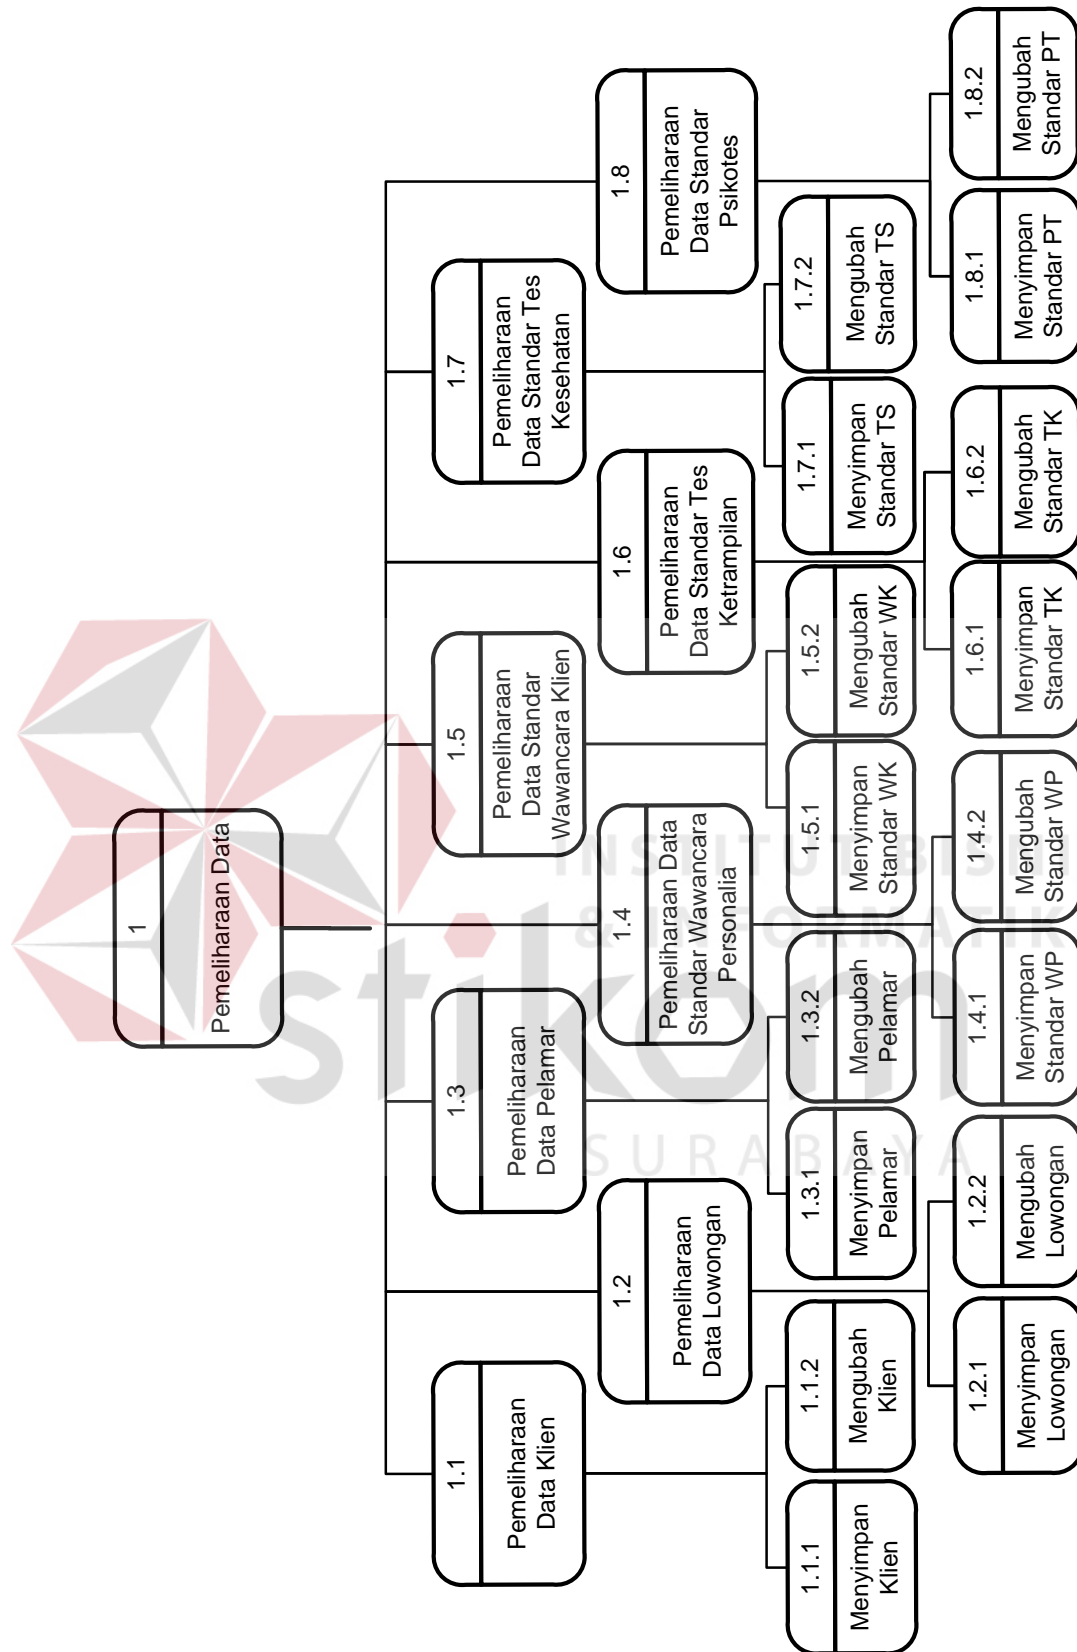 1
Pemeliharaan Data
1.1
Pemeliharaan
Data Klien
1.2
Pemeliharaan
Data Lowongan
1.3
Pemeliharaan
Data Pelamar
1.4
Pemeliharaan Data
Standar Wawancara
Personalia
1.5
Pemeliharaan
Data Standar
Wawancara Klien
1.6
Pemeliharaan
Data Standar Tes
Ketrampilan
1.7
Pemeliharaan
Data Standar Tes
Kesehatan
1.8
Pemeliharaan
Data Standar
Psikotes
1.1.1
Menyimpan
Klien
1.1.2
Mengubah
Klien
1.2.1
Menyimpan
Lowongan
1.2.2
Mengubah
Lowongan
1.3.1
Menyimpan
Pelamar
1.3.2
Mengubah
Pelamar
1.4.1
Menyimpan
Standar WP
1.4.2
Mengubah
Standar WP
1.5.1
Menyimpan
Standar WK
1.5.2
Mengubah
Standar WK
1.6.1
Menyimpan
Standar TK
1.6.2
Mengubah
Standar TK
1.7.1
Menyimpan
Standar TS
1.7.2
Mengubah
Standar TS
1.8.1
Menyimpan
Standar PT
1.8.2
Mengubah
Standar PT
INSTITUT BISNI
& INFORMATIK
stikom
SURABAYA